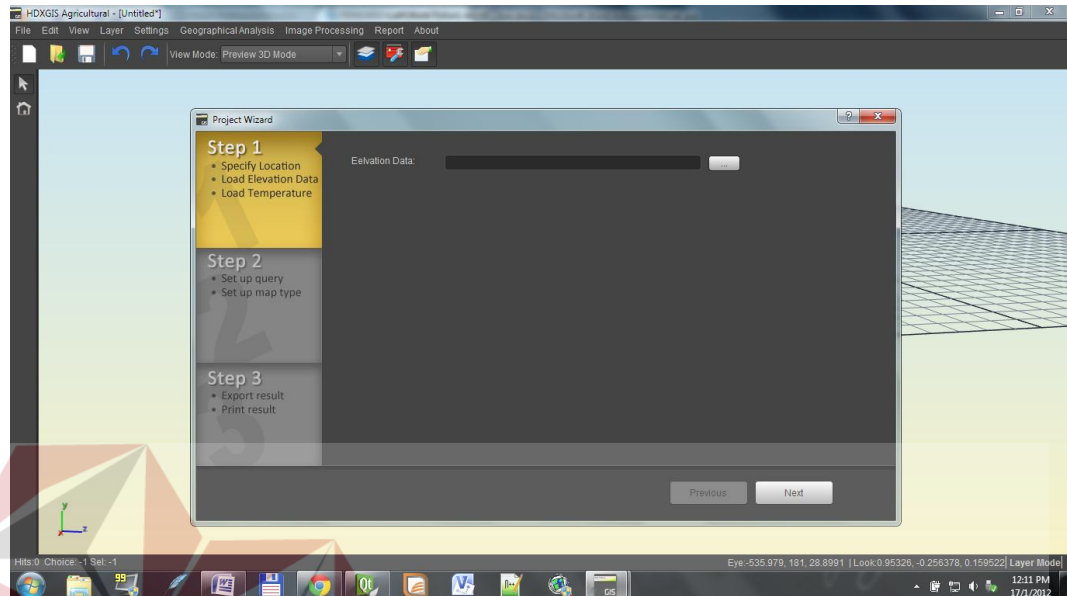 HDXGIS Agricultural - [Untitled*]
File Edit View Layer Settings Geographical Analysis Image Processing Report About
View Mode: Preview 3D Mode
Project Wizard
Step 1
• Specify Location
• Load Elevation Data
• Load Temperature
Eelvation Data:
...
Step 2
• Set up query
• Set up map type
Step 3
• Export result
• Print result
Previous Next
y
x z
Hits:0 Choice: -1 Sel: -1
Eye:-535.979, 181, 28.8991 | Look:0.95326, -0.256378, 0.159522| Layer Mode
99
Qt
GIS
12:11 PM
17/1/2012